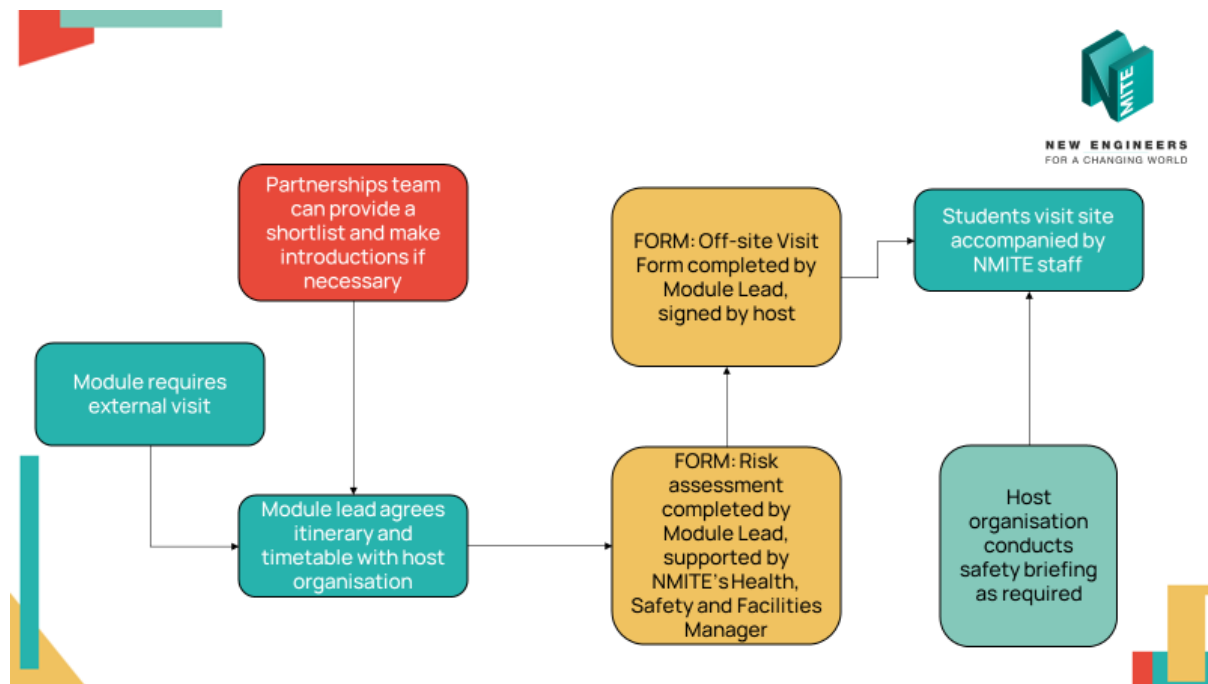 NMITE
NEW ENGINEERS
FOR A CHANGING WORLD
Partnerships team
can provide a
shortlist and make
introductions if
necessary
Module requires
external visit
Module lead agrees
itinerary and
timetable with host
organisation
FORM: Off-site Visit
Form completed by
Module Lead,
signed by host
FORM: Risk
assessment
completed by
Module Lead,
supported by
NMITE's Health,
Safety and Facilities
Manager
Students visit site
accompanied by
NMITE staff
Host
organisation
conducts
safety briefing
as required